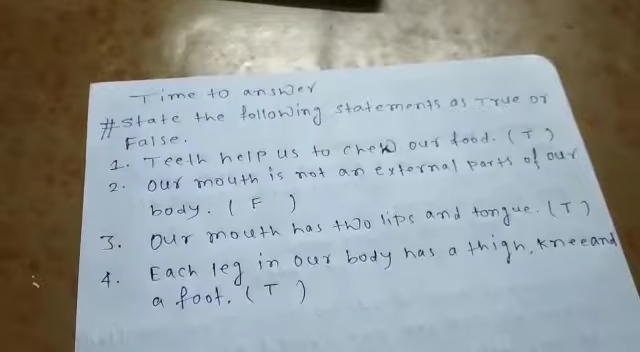 Time to answer
# State the following statements as True or
False.
1. Teeth help us to chew our food. (T)
2. Our mouth is not an external parts of our
body. ( F )
3. Our mouth has two lips and tongue. (T)
4. Each leg in our body has a thigh, knee and
a foot. ( T )